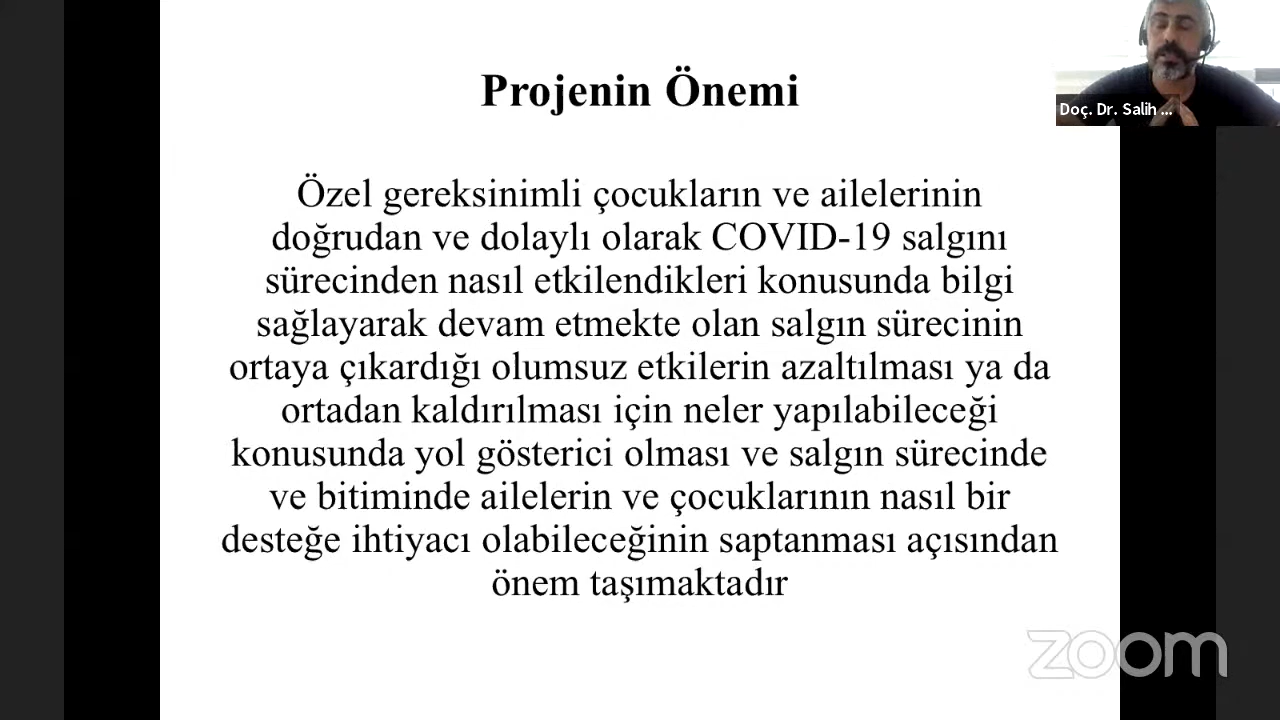 Projenin Önemi
Doç. Dr. Salih ...
Özel gereksinimli çocukların ve ailelerinin
doğrudan ve dolaylı olarak COVID-19 salgını
sürecinden nasıl etkilendikleri konusunda bilgi
sağlayarak devam etmekte olan salgın sürecinin
ortaya çıkardığı olumsuz etkilerin azaltılması ya da
ortadan kaldırılması için neler yapılabileceği
konusunda yol gösterici olması ve salgın sürecinde
ve bitiminde ailelerin ve çocuklarının nasıl bir
desteğe ihtiyacı olabileceğinin saptanması açısından
önem taşımaktadır
zoom